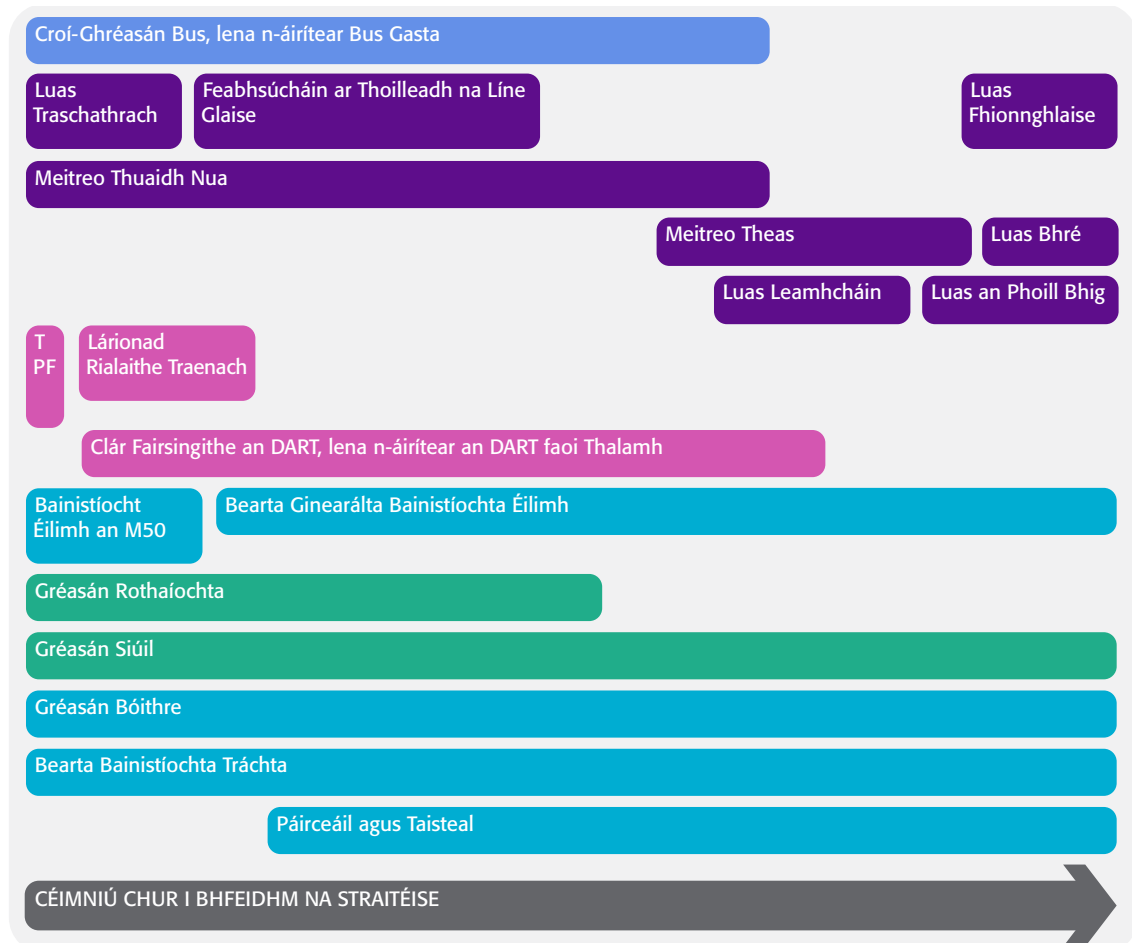 Croí-Ghréasán Bus, lena n-áirítear Bus Gasta
Luas
Traschathrach
Feabhsúcháin ar Thoilleadh na Líne
Glaise
Luas
Fhionnghlaise
Meitreo Thuaidh Nua
Meitreo Theas
Luas Bhré
Luas Leamhcháin
Luas an Phoill Bhig
T
PF
Lárionad
Rialaithe Traenach
Clár Fairsingithe an DART, lena n-áirítear an DART faoi Thalamh
Bainistíocht
Éilimh an M50
Bearta Ginearálta Bainistíochta Éilimh
Gréasán Rothaíochta
Gréasán Siúil
Gréasán Bóithre
Bearta Bainistíochta Tráchta
Páirceáil agus Taisteal
CÉIMNIÚ CHUR I BHFEIDHM NA STRAITÉISE